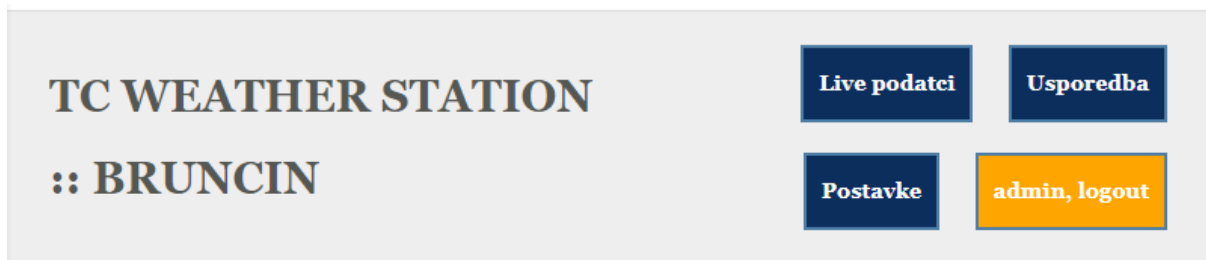 TC WEATHER STATION
:: BRUNCIN
Live podatci
Usporedba
Postavke
admin, logout